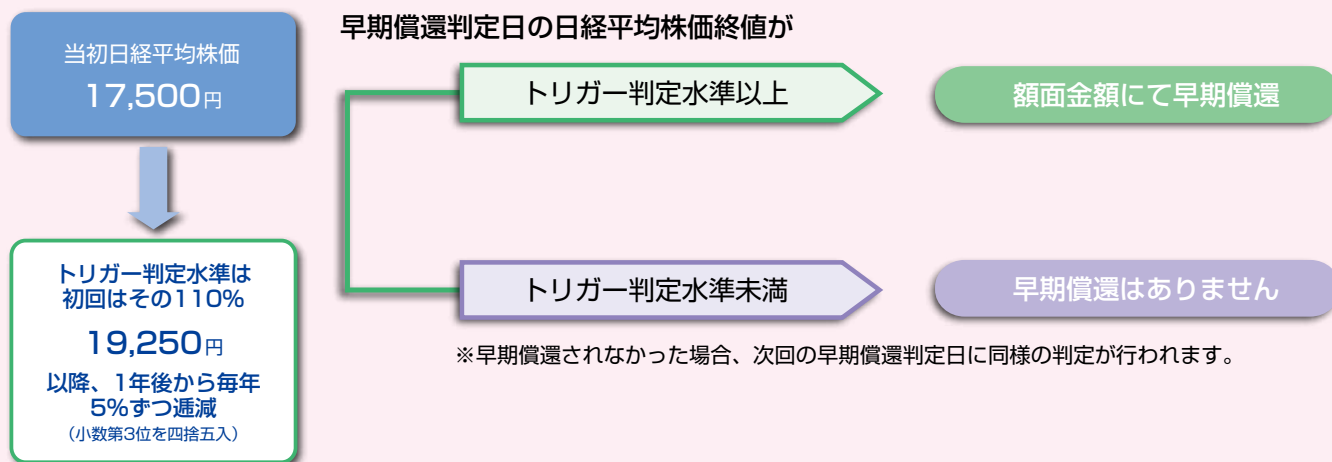 当初日経平均株価
17,500円
トリガー判定水準は
初回はその110%
19,250円
以降、1年後から毎年
5%ずつ逓減
（小数第3位を四捨五入）
早期償還判定日の日経平均株価終値が
トリガー判定水準以上
額面金額にて早期償還
トリガー判定水準未満
早期償還はありません
※早期償還されなかった場合、次回の早期償還判定日に同様の判定が行われます。